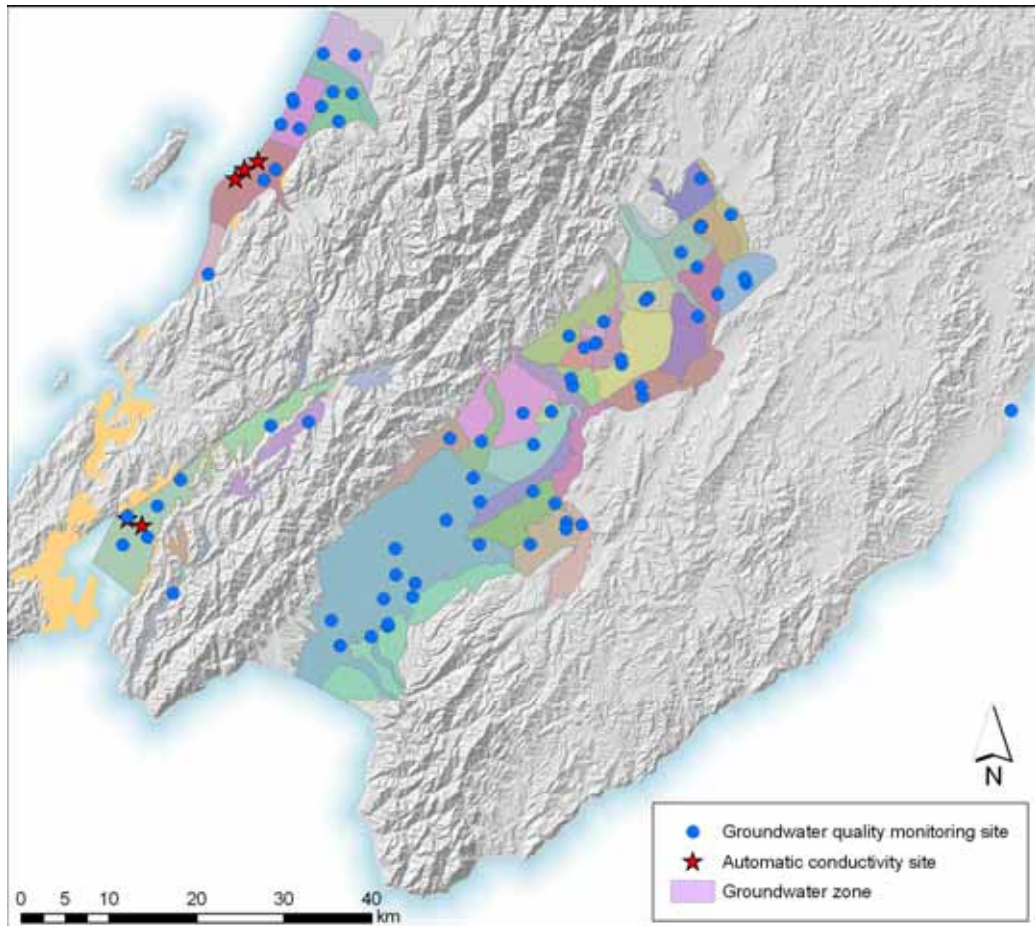 N
Groundwater quality monitoring site
Automatic conductivity site
Groundwater zone
0 5 10 20 30 40
km